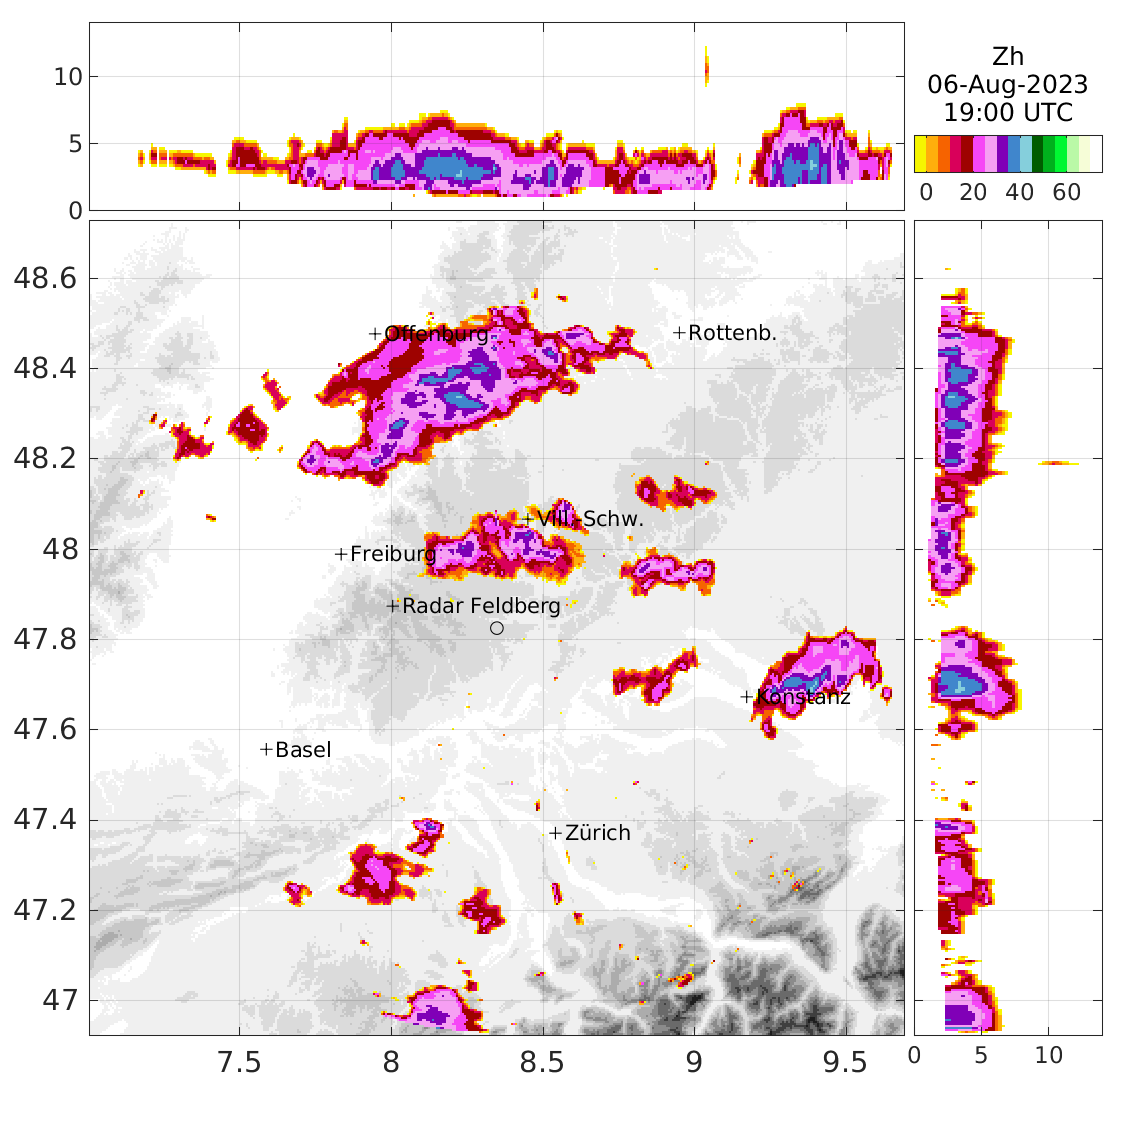 10
5
0
Zh
06-Aug-2023
19:00 UTC
0 20 40 60
48.6
48.4
48.2
48
47.8
47.6
47.4
47.2
47
+Offenburg
+Rottenb.
+Vill.-Schw.
+Freiburg
+Radar Feldberg
+Konstanz
+Basel
+Zürich
7.5 8 8.5 9 9.5
0 5 10